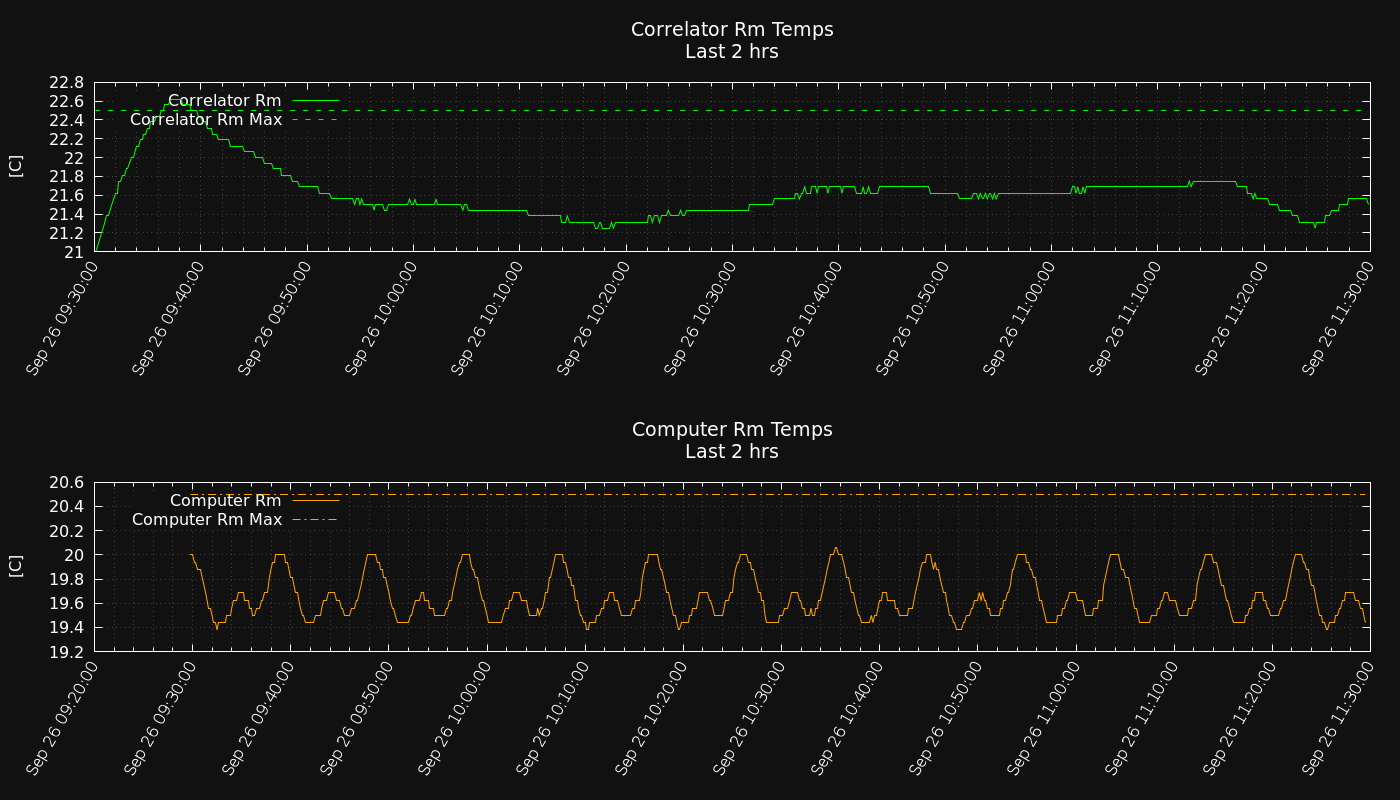 Correlator Rm Temps
Last 2 hrs
22.8
22.6
22.4
22.2
22
21.8
21.6
21.4
21.2
21
[C]
Correlator Rm
Correlator Rm Max
Sep 26 09:30:00
Sep 26 09:40:00
Sep 26 09:50:00
Sep 26 10:00:00
Sep 26 10:10:00
Sep 26 10:20:00
Sep 26 10:30:00
Sep 26 10:40:00
Sep 26 10:50:00
Sep 26 11:00:00
Sep 26 11:10:00
Sep 26 11:20:00
Sep 26 11:30:00
Computer Rm Temps
Last 2 hrs
20.6
20.4
20.2
20
19.8
19.6
19.4
19.2
[C]
Computer Rm
Computer Rm Max
Sep 26 09:20:00
Sep 26 09:30:00
Sep 26 09:40:00
Sep 26 09:50:00
Sep 26 10:00:00
Sep 26 10:10:00
Sep 26 10:20:00
Sep 26 10:30:00
Sep 26 10:40:00
Sep 26 10:50:00
Sep 26 11:00:00
Sep 26 11:10:00
Sep 26 11:20:00
Sep 26 11:30:00